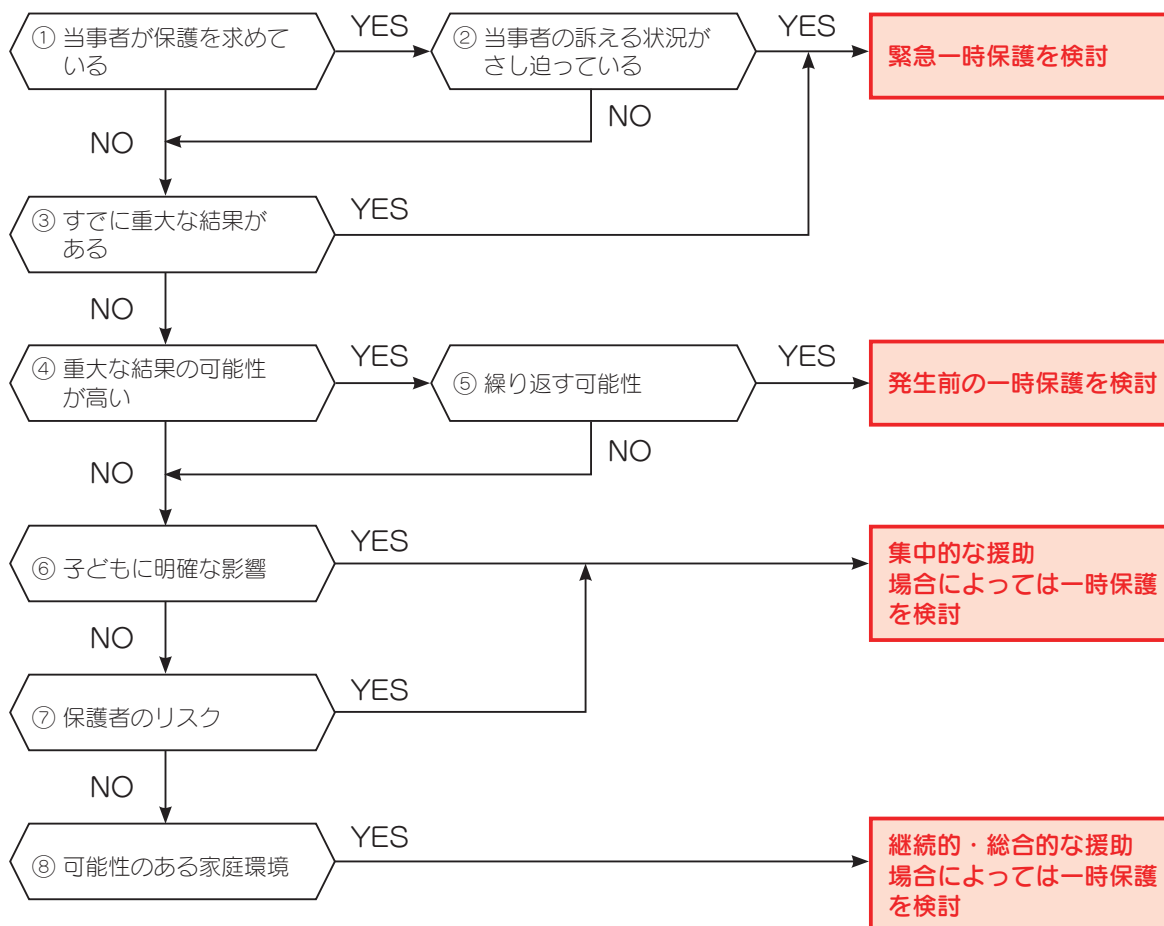 ① 当事者が保護を求めて
いる
YES
② 当事者の訴える状況が
さし迫っている
YES
緊急一時保護を検討
NO
NO
③ すでに重大な結果が
ある
YES
NO
④ 重大な結果の可能性
が高い
YES
⑤ 繰り返す可能性
YES
発生前の一時保護を検討
NO
NO
⑥ 子どもに明確な影響
YES
集中的な援助
場合によっては一時保護
を検討
NO
⑦ 保護者のリスク
YES
NO
⑧ 可能性のある家庭環境
YES
継続的・総合的な援助
場合によっては一時保護
を検討